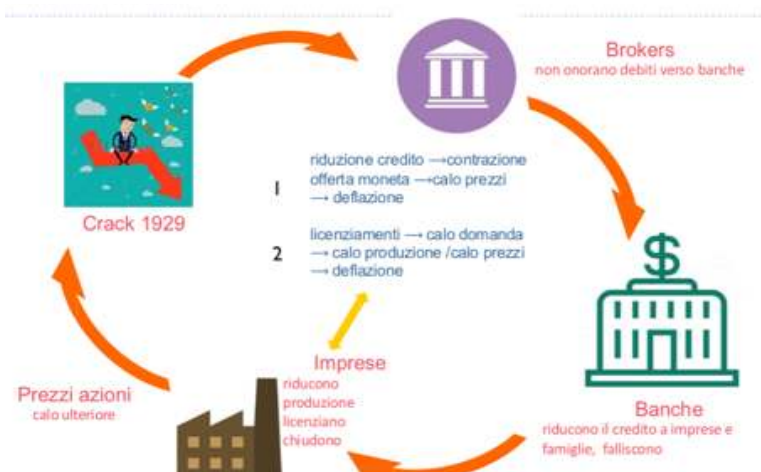 Brokers
non onorano debiti verso banche
1
riduzione credito →contrazione
offerta moneta →calo prezzi
→ deflazione
Crack 1929
2
licenziamenti → calo domanda
→ calo produzione /calo prezzi
→ deflazione
$
Imprese
riducono
produzione
licenziano
chiudono
Prezzi azioni
calo ulteriore
Banche
riducono il credito a imprese e
famiglie, falliscono